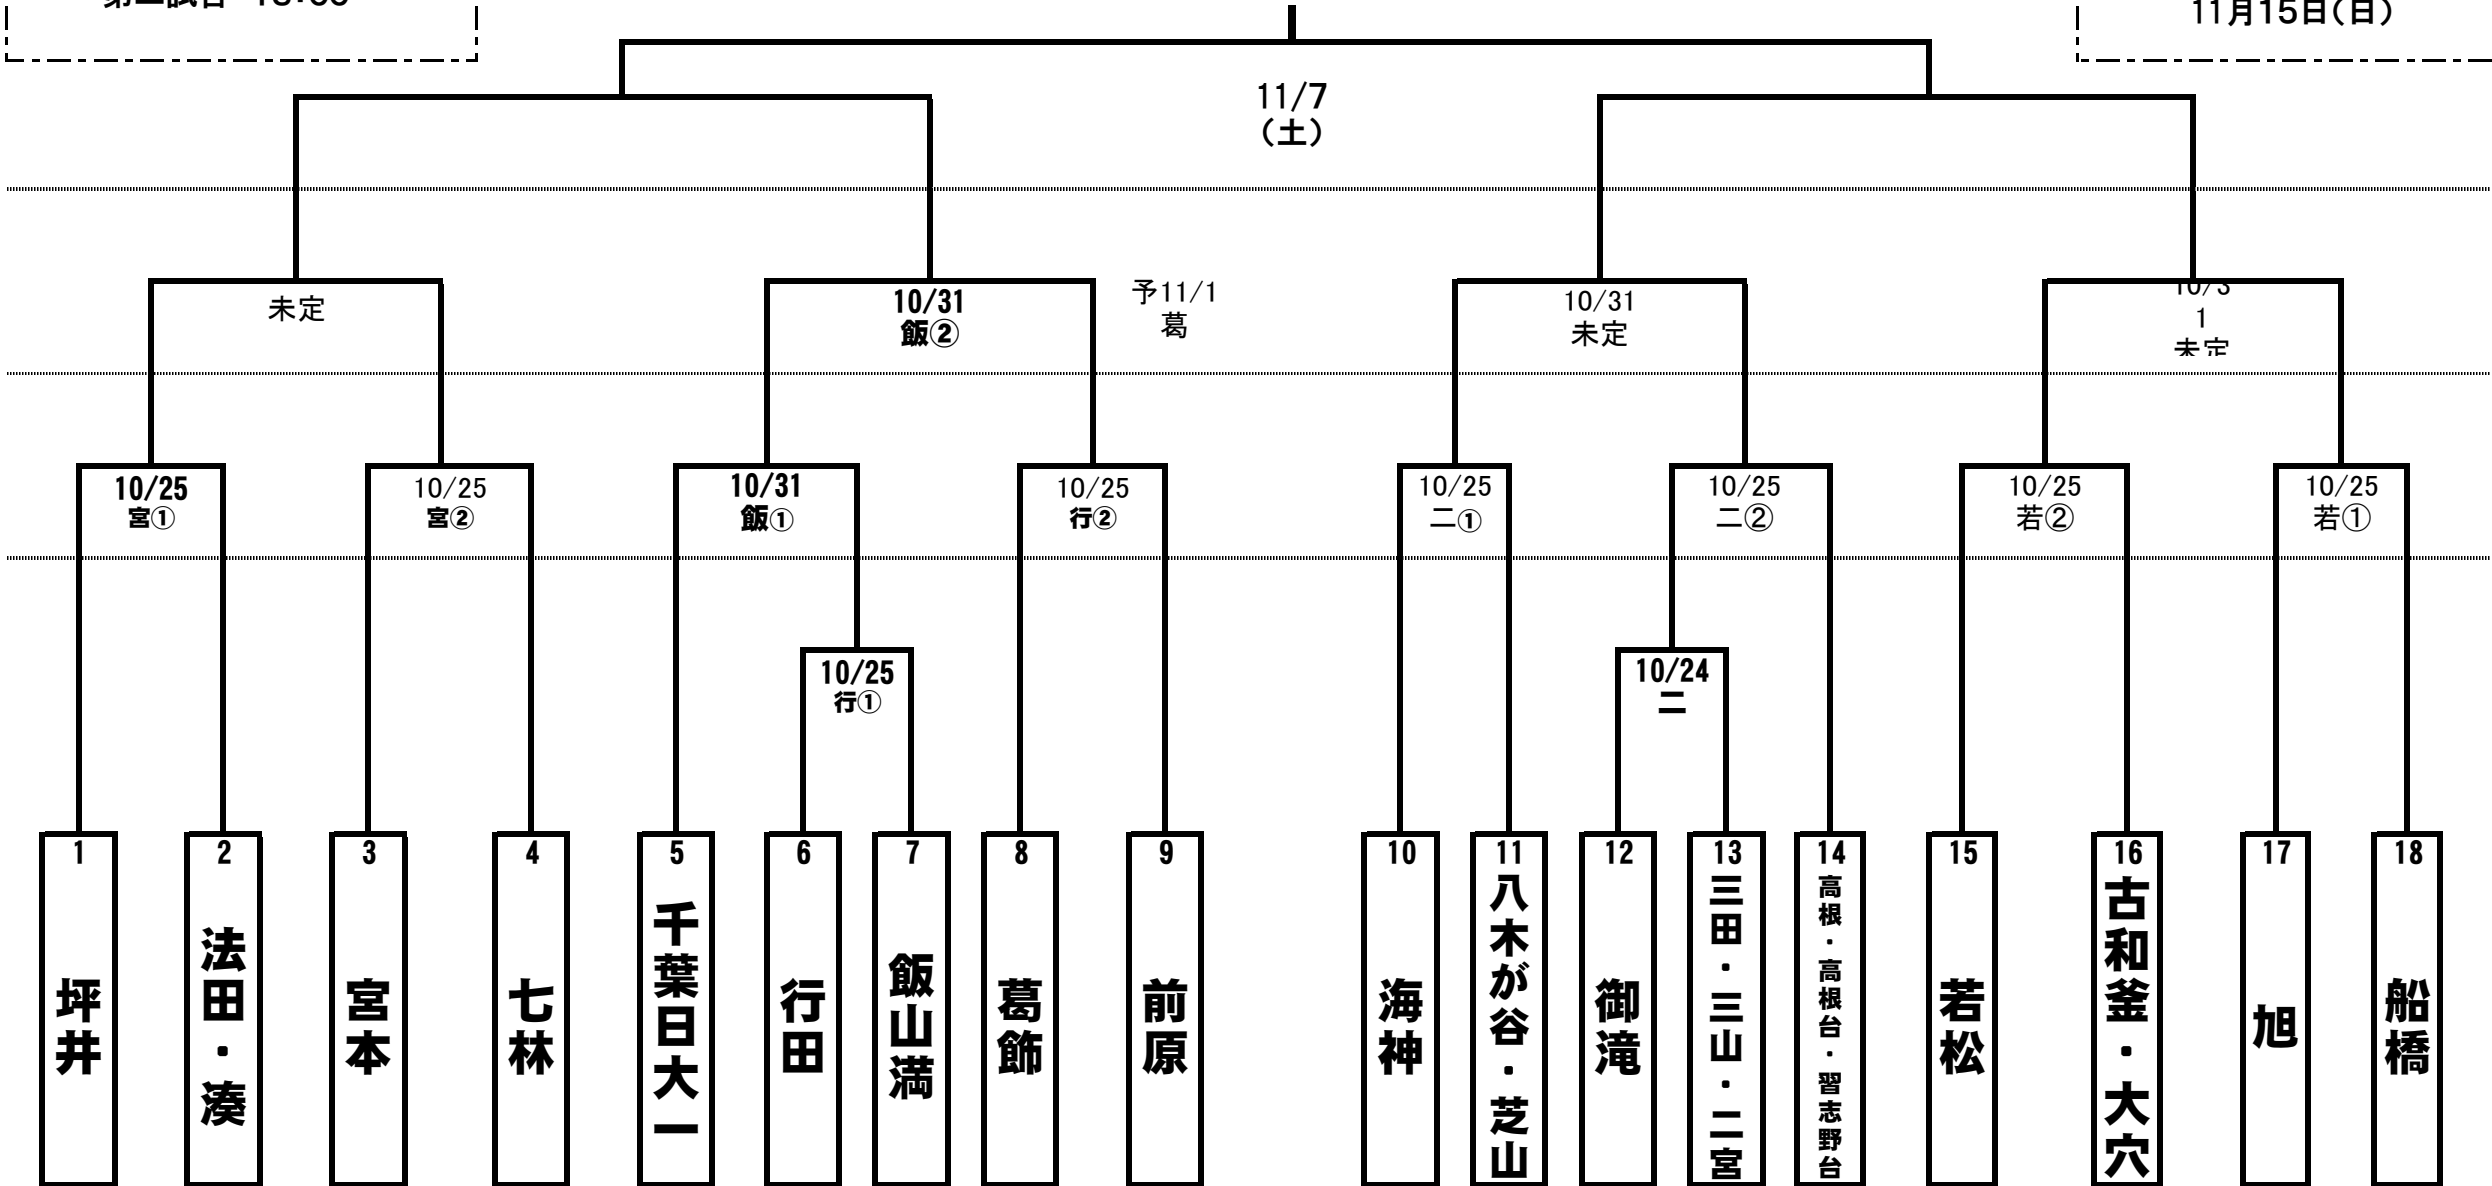 11月15日(日)
11/7
(土)
未定
10/31
飯②
予11/1
葛
10/31
未定
10/3
1
未定
10/25
宮①
10/25
宮②
10/31
飯①
10/25
行②
10/25
二①
10/25
二②
10/25
若②
10/25
若①
10/25
行①
10/24
二
1
坪井
2
法田・湊
3
宮本
4
七林
5
千葉日大一
6
行田
7
飯山満
8
葛飾
9
前原
10
海神
11
八木が谷・芝山
12
御滝
13
三田・三山・二宮
14
高根・高根台・習志野台
15
若松
16
古和釜・大穴
17
旭
18
船橋